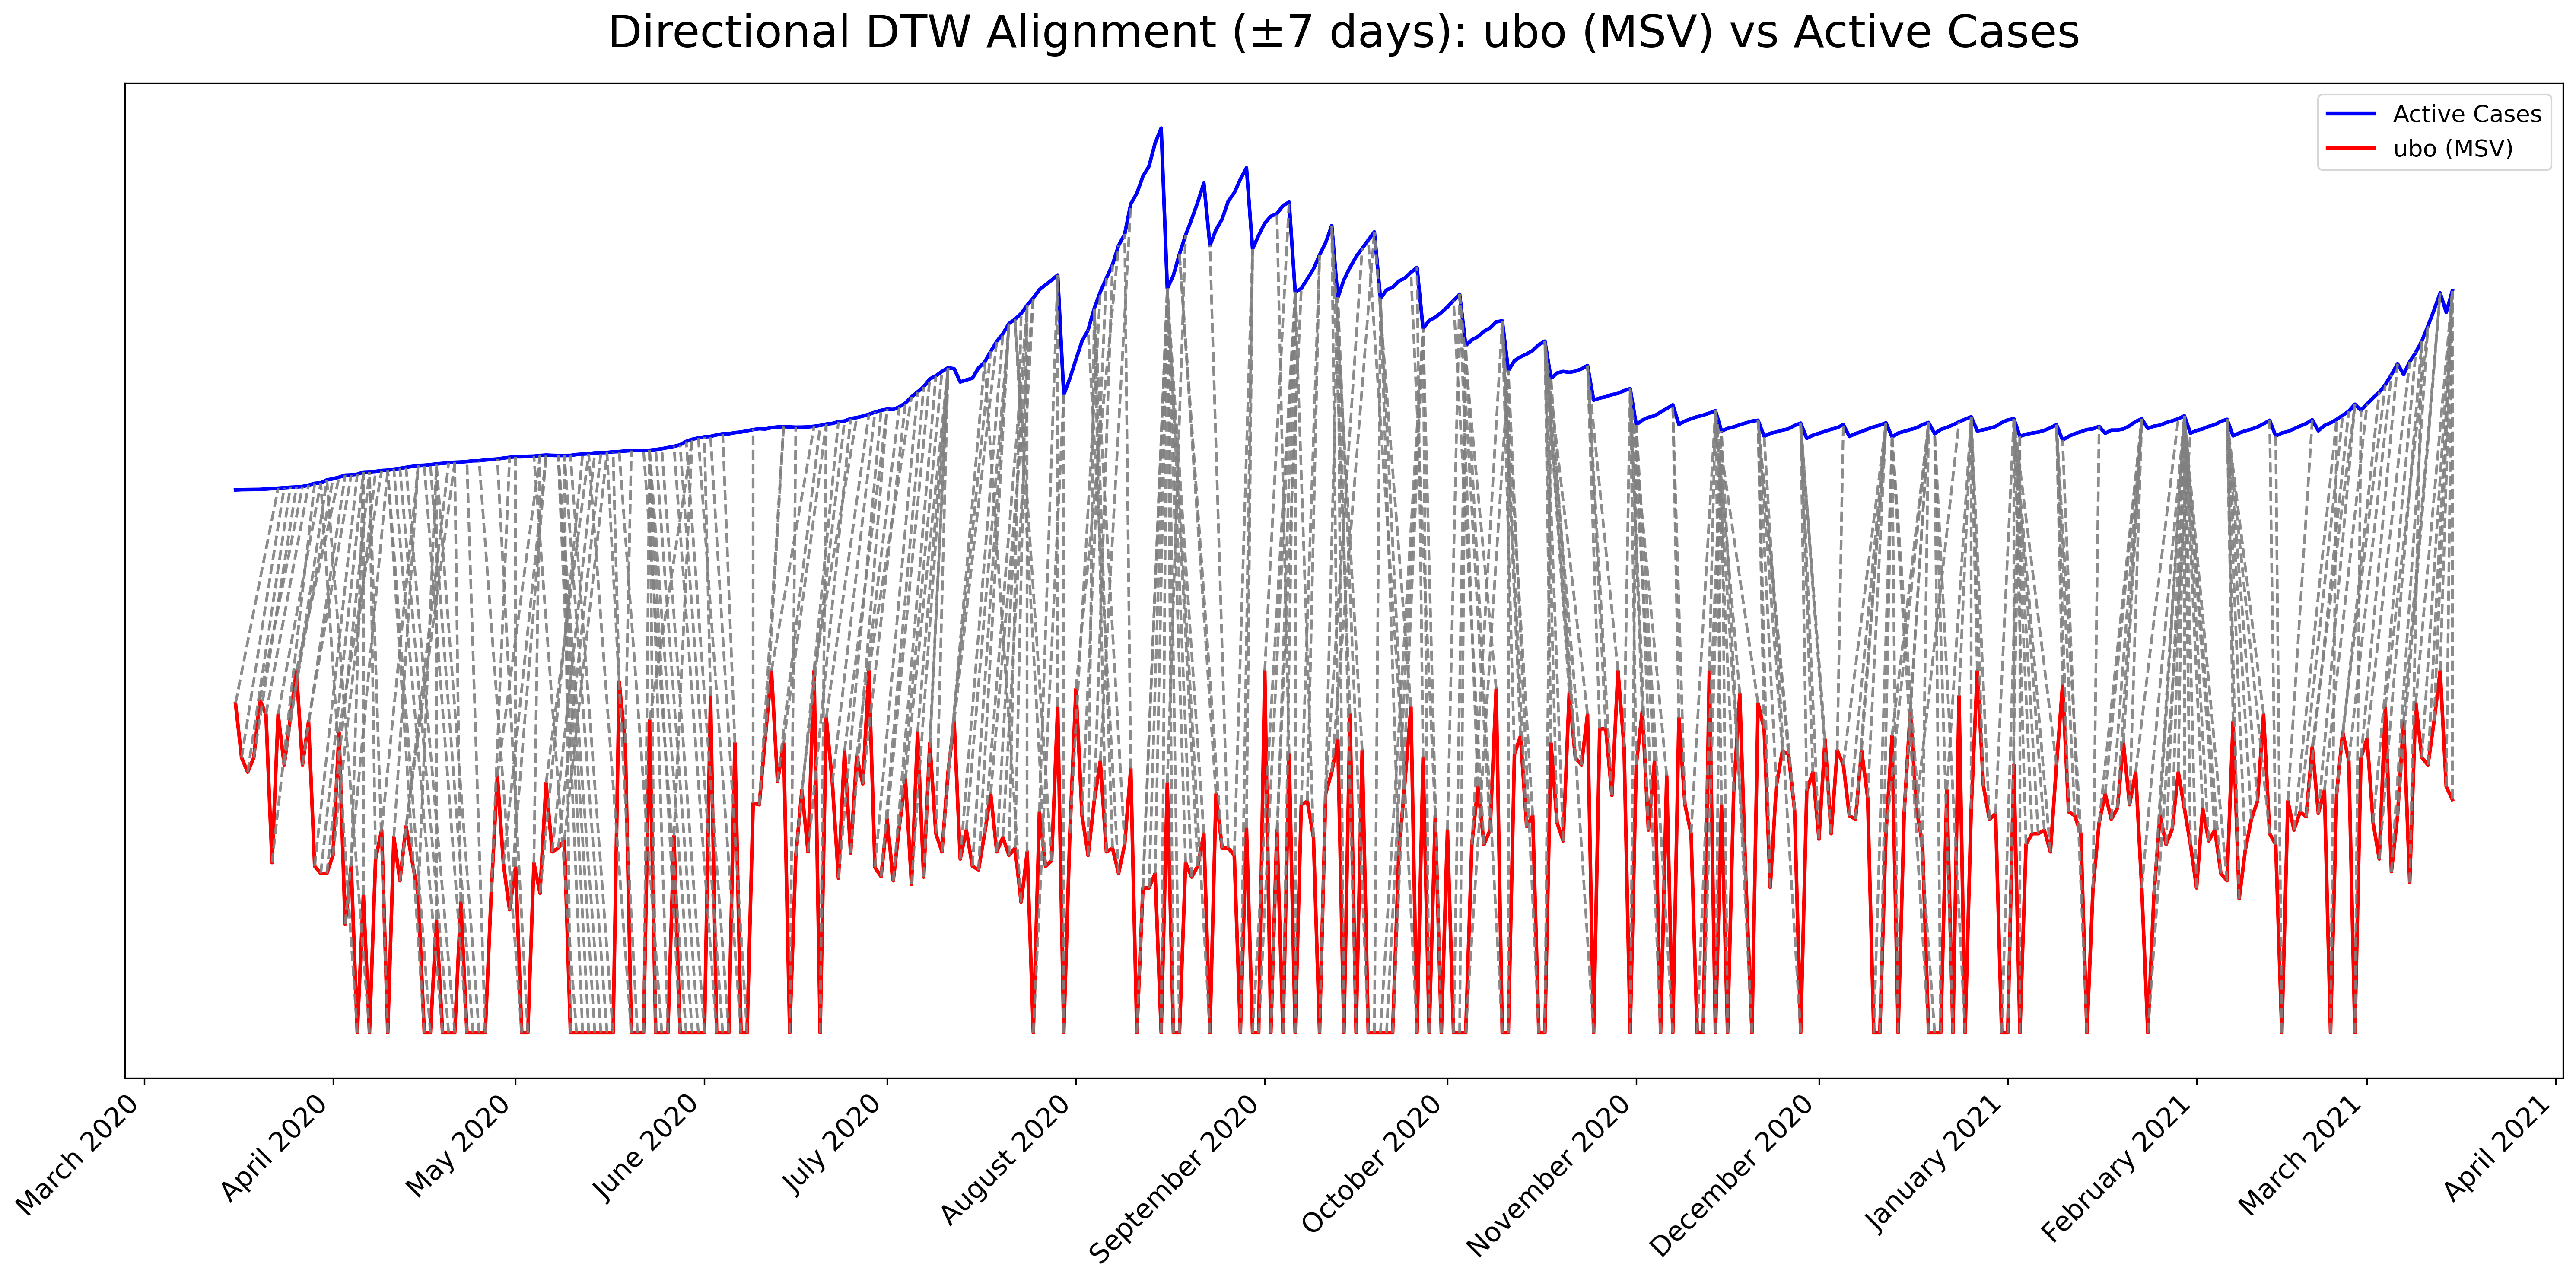 Directional DTW Alignment (±7 days): ubo (MSV) vs Active Cases
Active Cases
ubo (MSV)
March 2020
April 2020
May 2020
June 2020
July 2020
August 2020
September 2020
October 2020
November 2020
December 2020
January 2021
February 2021
March 2021
April 2021